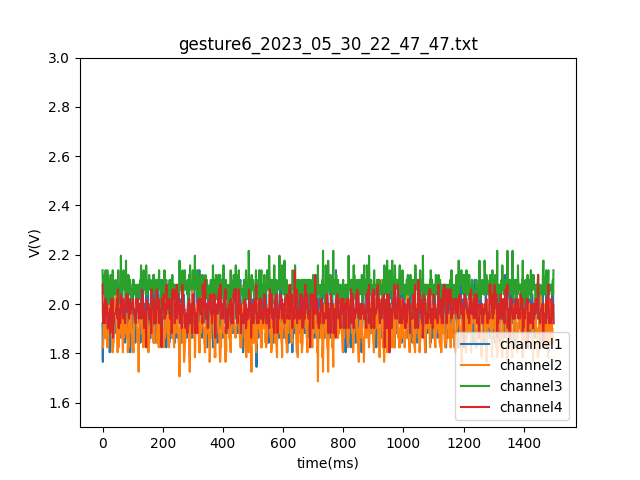 gesture6_2023_05_30_22_47_47.txt
V(V)
3.0
2.8
2.6
2.4
2.2
2.0
1.8
1.6
0 200 400 600 800 1000 1200 1400
time(ms)
channel1
channel2
channel3
channel4